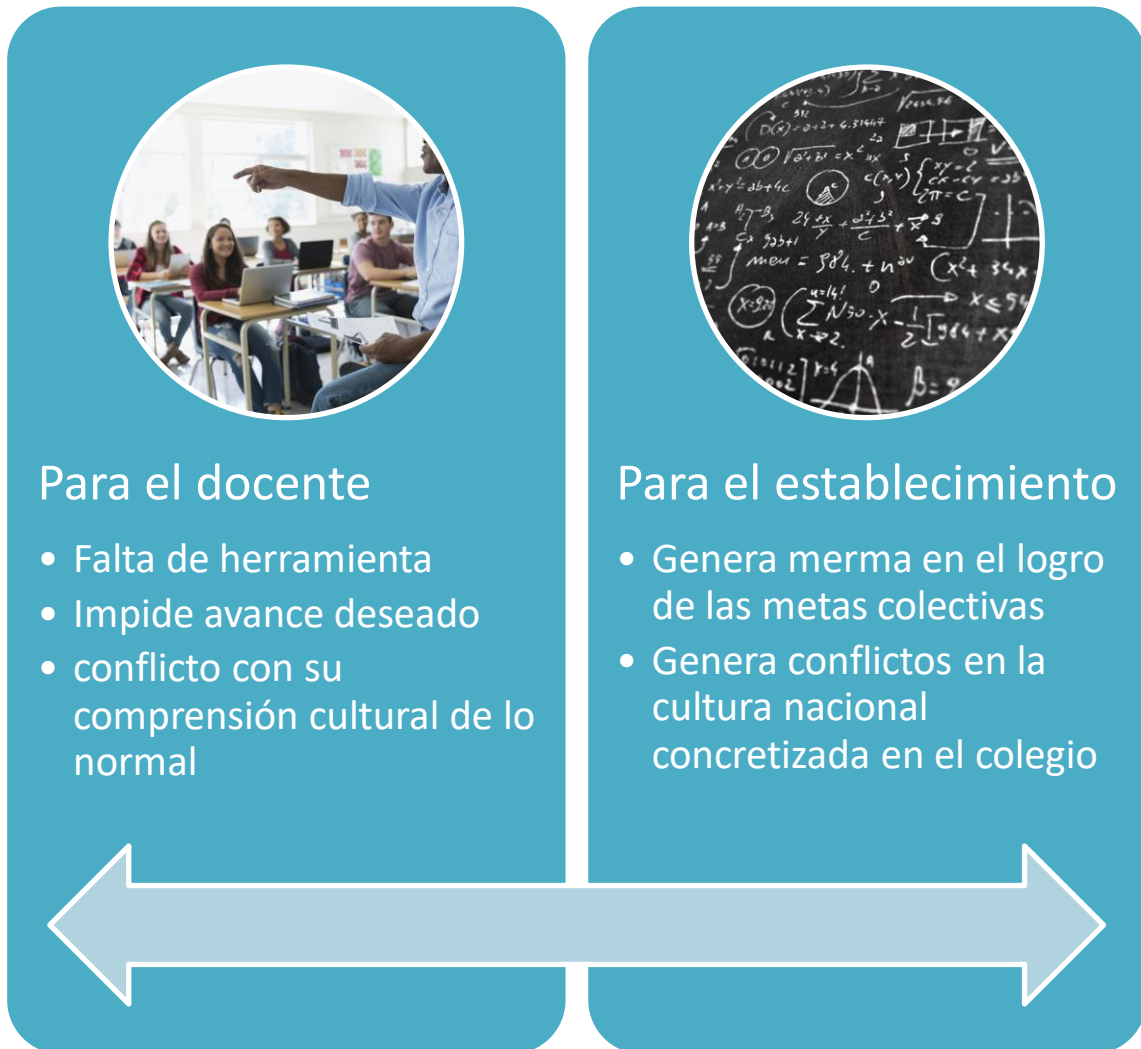 Para el docente
• Falta de herramienta
• Impide avance deseado
• conflicto con su
comprensión cultural de lo
normal
Para el establecimiento
• Genera merma en el logro
de las metas colectivas
• Genera conflictos en la
cultura nacional
concretizada en el colegio